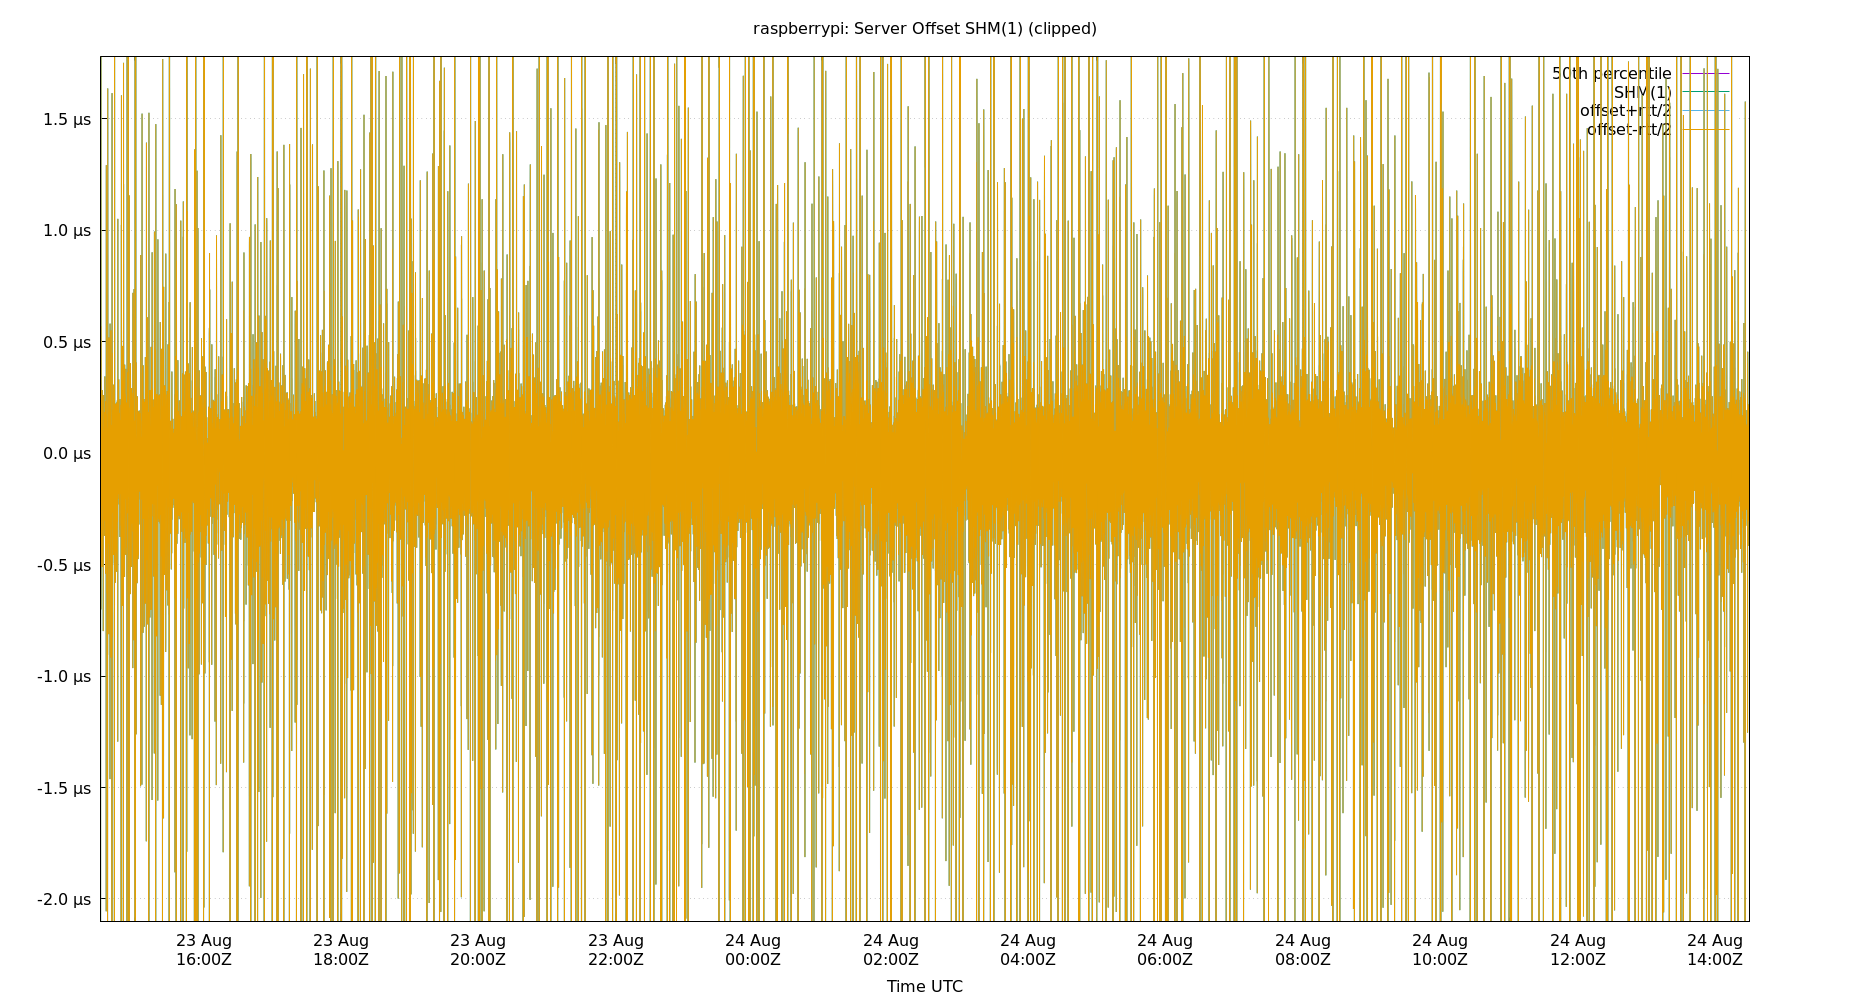 raspberrypi: Server Offset SHM(1) (clipped)
50th percentile
SHM(1)
offset+rtt/2
offset-rtt/2
1.5 µs
1.0 µs
0.5 µs
0.0 µs
-0.5 µs
-1.0 µs
-1.5 µs
-2.0 µs
23 Aug 23 Aug 23 Aug 23 Aug 24 Aug 24 Aug 24 Aug 24 Aug 24 Aug 24 Aug 24 Aug 24 Aug
16:00Z 18:00Z 20:00Z 22:00Z 00:00Z 02:00Z 04:00Z 06:00Z 08:00Z 10:00Z 12:00Z 14:00Z
Time UTC